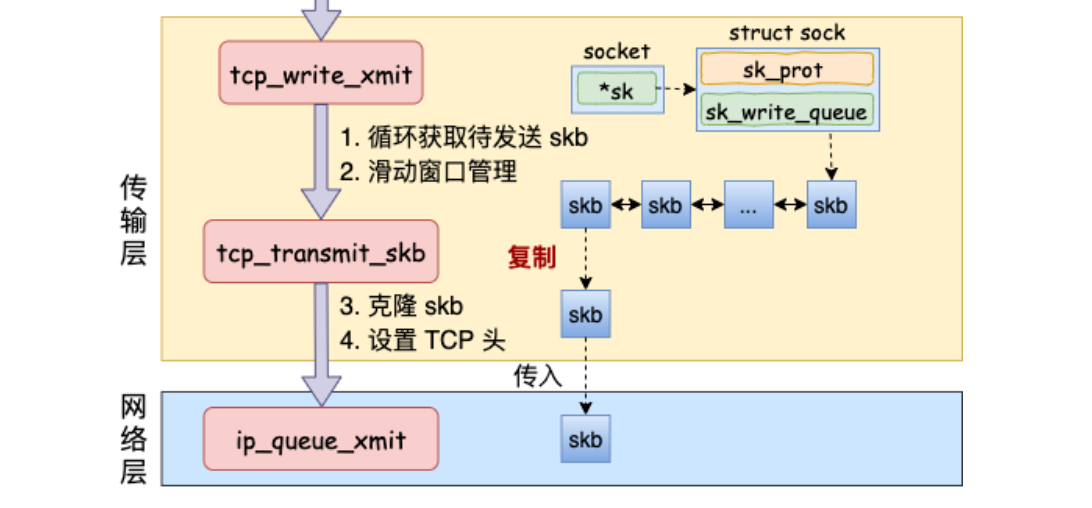 传输层
tcp_write_xmit
1. 循环获取待发送 skb
2. 滑动窗口管理
tcp_transmit_skb
3. 克隆 skb
4. 设置 TCP 头
socket
*sk
struct sock
sk_prot
sk_write_queue
skb
skb
...
skb
复制
skb
传入
网络层
ip_queue_xmit
skb